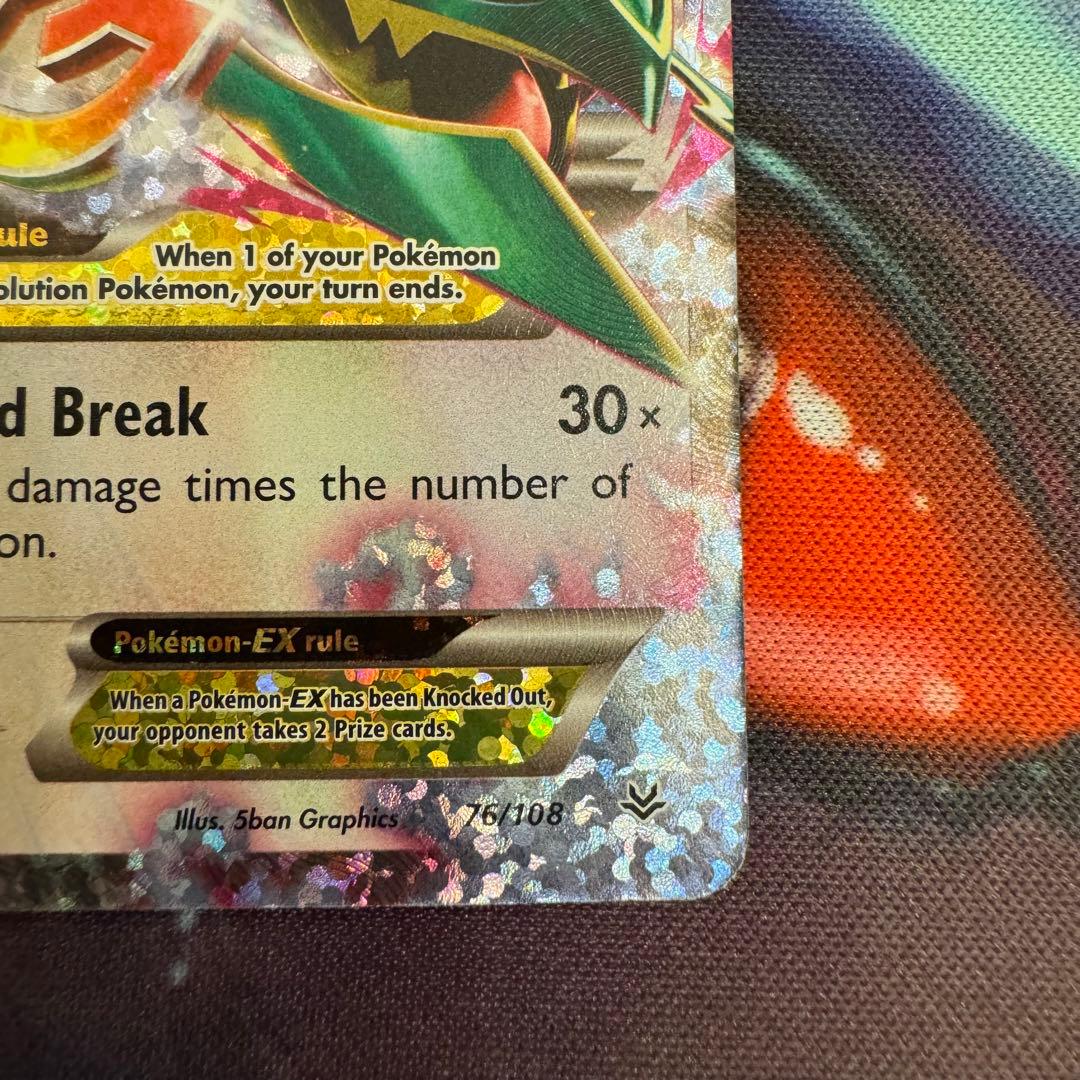 ule
When 1 of your Pokémon
olution Pokémon, your turn ends.
d Break 30×
damage times the number of
on.
Pokémon-EX rule
When a Pokémon-EX has been Knocked Out,
your opponent takes 2 Prize cards.
Illus. 5ban Graphics 76/108